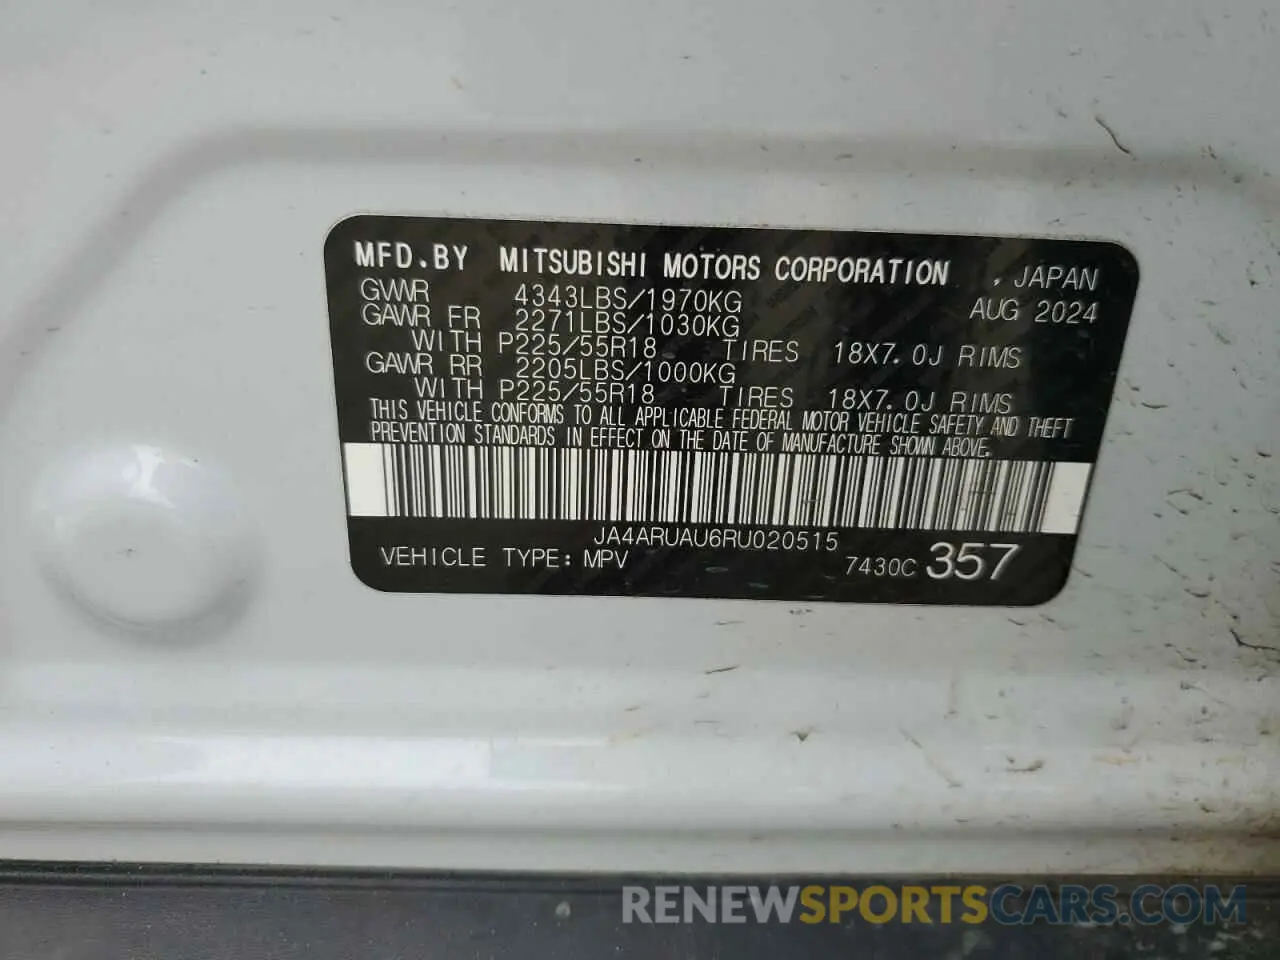 MFD.BY MITSUBISHI MOTORS CORPORATION , JAPAN
GVWR 4343LBS/1970KG AUG 2024
GAWR FR 2271LBS/1030KG
WITH P225/55R18 TIRES 18X7.0J RIMS
GAWR RR 2205LBS/1000KG
WITH P225/55R18 TIRES 18X7.0J RIMS
THIS VEHICLE CONFORMS TO ALL APPLICABLE FEDERAL MOTOR VEHICLE SAFETY AND THEFT
PREVENTION STANDARDS IN EFFECT ON THE DATE OF MANUFACTURE SHOWN ABOVE.
JA4ARUAU6RU020515
VEHICLE TYPE: MPV 7430C 357
RENEWSPORTSCARS.COM